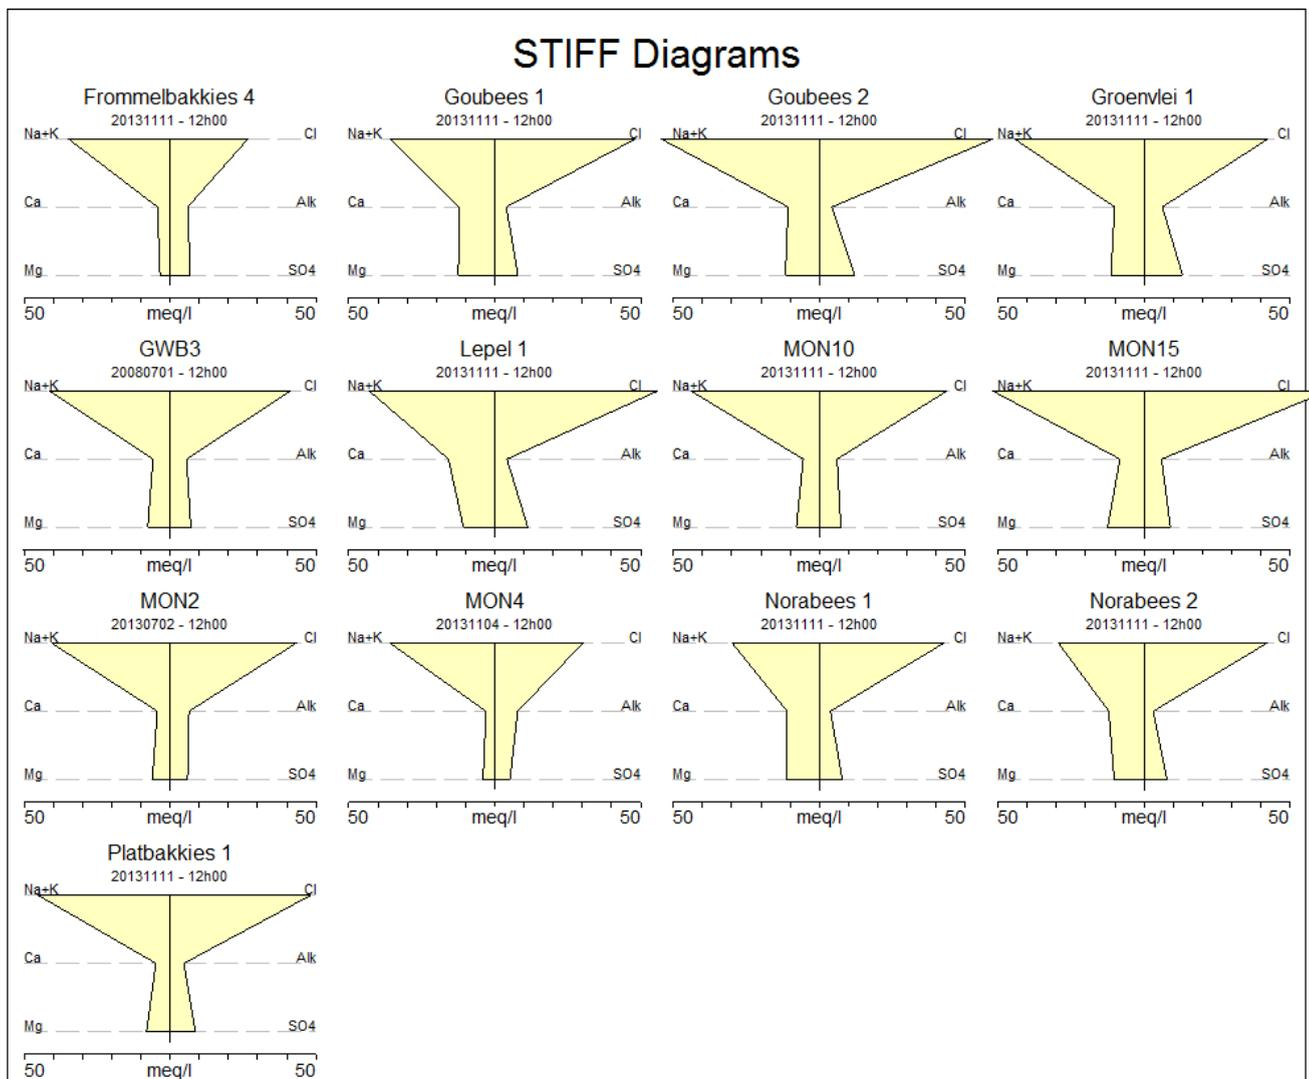 STIFF Diagrams
Frommelbakkies 4
20131111 - 12h00
Na+K Cl
Ca Alk
Mg SO4
50 meq/l 50
Goubees 1
20131111 - 12h00
Na+K Cl
Ca Alk
Mg SO4
50 meq/l 50
Goubees 2
20131111 - 12h00
Na+K Cl
Ca Alk
Mg SO4
50 meq/l 50
Groenvlei 1
20131111 - 12h00
Na+K Cl
Ca Alk
Mg SO4
50 meq/l 50
GWB3
20080701 - 12h00
Na+K Cl
Ca Alk
Mg SO4
50 meq/l 50
Lepel 1
20131111 - 12h00
Na+K Cl
Ca Alk
Mg SO4
50 meq/l 50
MON10
20131111 - 12h00
Na+K Cl
Ca Alk
Mg SO4
50 meq/l 50
MON15
20131111 - 12h00
Na+K Cl
Ca Alk
Mg SO4
50 meq/l 50
MON2
20130702 - 12h00
Na+K Cl
Ca Alk
Mg SO4
50 meq/l 50
MON4
20131104 - 12h00
Na+K Cl
Ca Alk
Mg SO4
50 meq/l 50
Norabees 1
20131111 - 12h00
Na+K Cl
Ca Alk
Mg SO4
50 meq/l 50
Norabees 2
20131111 - 12h00
Na+K Cl
Ca Alk
Mg SO4
50 meq/l 50
Platbakkies 1
20131111 - 12h00
Na+K Cl
Ca Alk
Mg SO4
50 meq/l 50